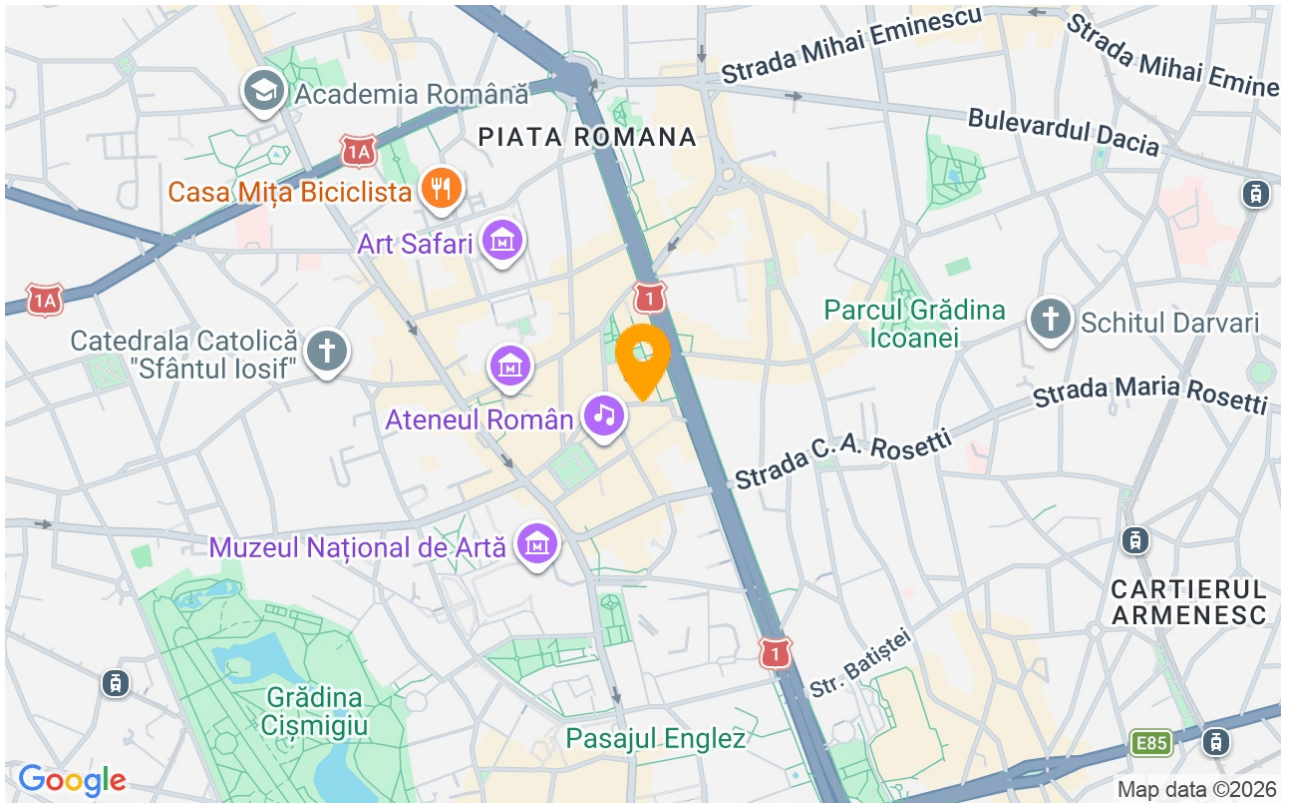 Strada Mihai Eminescu
Strada Mihai Emine
Academia Română
PIATA ROMANA
1A
Bulevardul Dacia
Casa Mița Biciclista
Art Safari
1A
1
Parcul Grădina
Icoanei
Schitul Darvari
Catedrala Catolică
"Sfântul Iosif"
Strada Maria Rosetti
Ateneul Român
Strada C. A. Rosetti
Muzeul Național de Artă
CARTIERUL
ARMENESC
1
Str. Batiștei
Grădina
Cișmigiu
Pasajul Englez
E85
Google
Map data ©2026